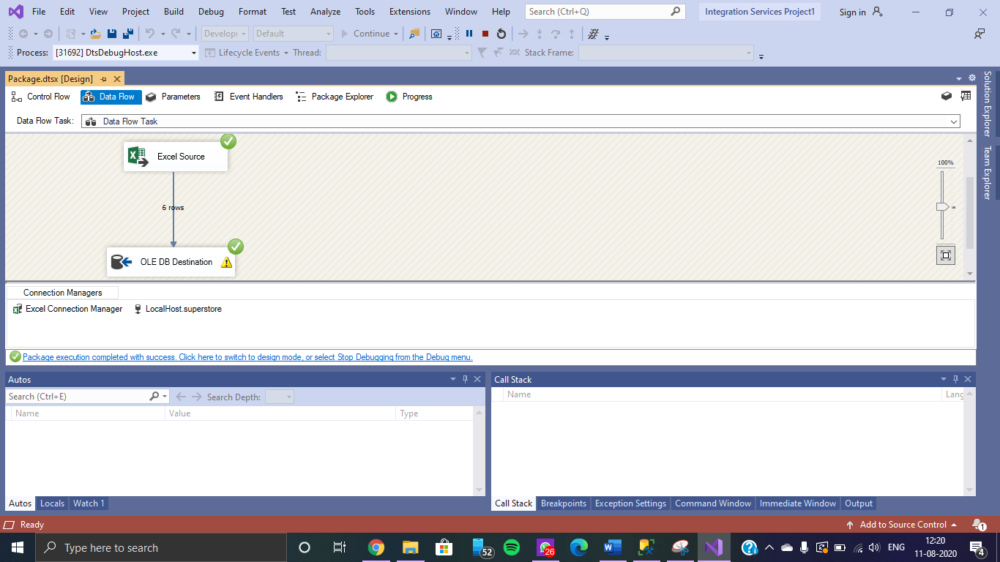 File Edit View Project Build Debug Format Test Analyze Tools Extensions Window Help Search (Ctrl+Q) Integration Services Project1 Sign in
Develop Default Continue
Process: [31692] DtsDebugHost.exe Lifecycle Events Thread: Stack Frame:
Package.dtsx [Design]
Control Flow Data Flow Parameters Event Handlers Package Explorer Progress
Data Flow Task: Data Flow Task
Excel Source
100%
6 rows
OLE DB Destination
Connection Managers
Excel Connection Manager LocalHost.superstore
Package execution completed with success. Click here to switch to design mode, or select Stop Debugging from the Debug menu.
Solution Explorer
Team Explorer
Autos
Search (Ctrl+E) Search Depth:
Name Value Type
Autos Locals Watch 1
Call Stack
Name Lang
Call Stack Breakpoints Exception Settings Command Window Immediate Window Output
Ready Add to Source Control 1
Type here to search 52 26 ENG 12:20
11-08-2020 4